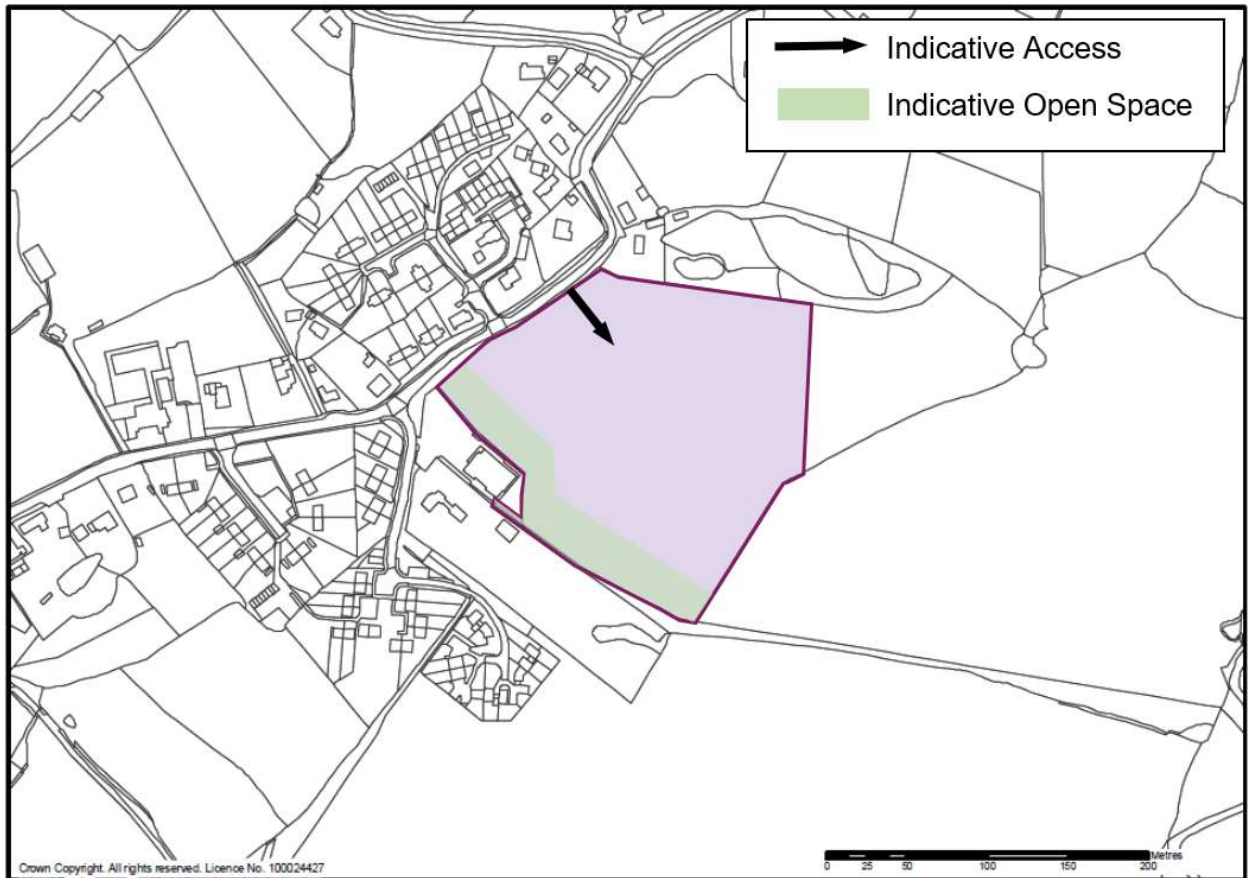 Indicative Access
Indicative Open Space
Crown Copyright. All rights reserved. Licence No. 100024427
Metres
0 25 50 100 150 200